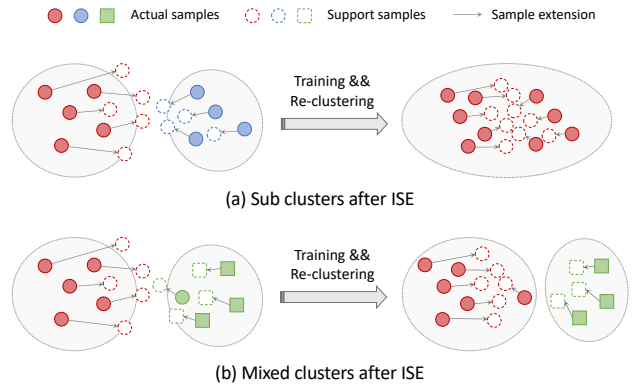 Actual samples
Support samples
Sample extension
Training &&
Re-clustering
(a) Sub clusters after ISE
Training &&
Re-clustering
(b) Mixed clusters after ISE